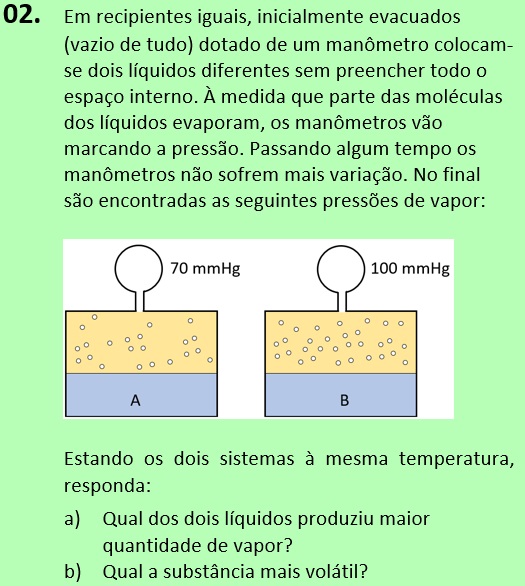 02. Em recipientes iguais, inicialmente evacuados
(vazio de tudo) dotado de um manômetro colocam-
se dois líquidos diferentes sem preencher todo o
espaço interno. À medida que parte das moléculas
dos líquidos evaporam, os manômetros vão
marcando a pressão. Passando algum tempo os
manômetros não sofrem mais variação. No final
são encontradas as seguintes pressões de vapor:
70 mmHg 100 mmHg
A B
Estando os dois sistemas à mesma temperatura,
responda:
a) Qual dos dois líquidos produziu maior
quantidade de vapor?
b) Qual a substância mais volátil?